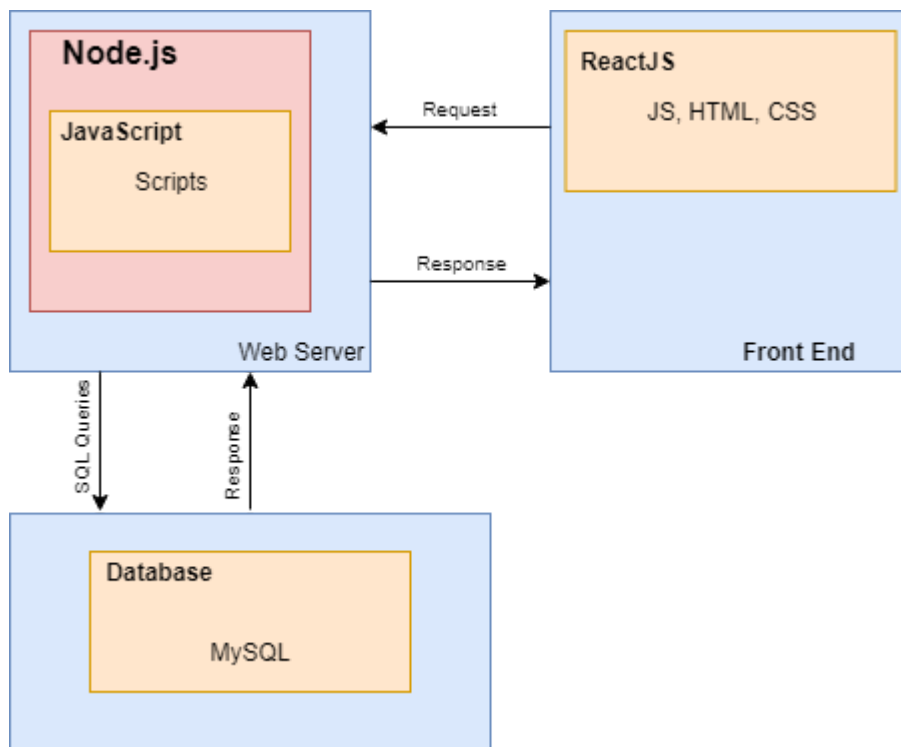 Node.js
JavaScript
Scripts
Web Server
Request
Response
ReactJS
JS, HTML, CSS
Front End
SQL Queries
Response
Database
MySQL